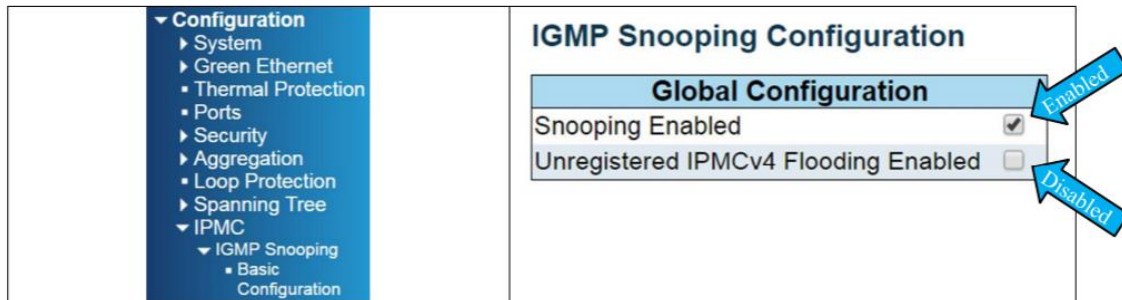 Configuration
System
Green Ethernet
Thermal Protection
Ports
Security
Aggregation
Loop Protection
Spanning Tree
IPMC
IGMP Snooping
Basic
Configuration
IGMP Snooping Configuration
Global Configuration
Snooping Enabled
Unregistered IPMCv4 Flooding Enabled
Enabled
Disabled